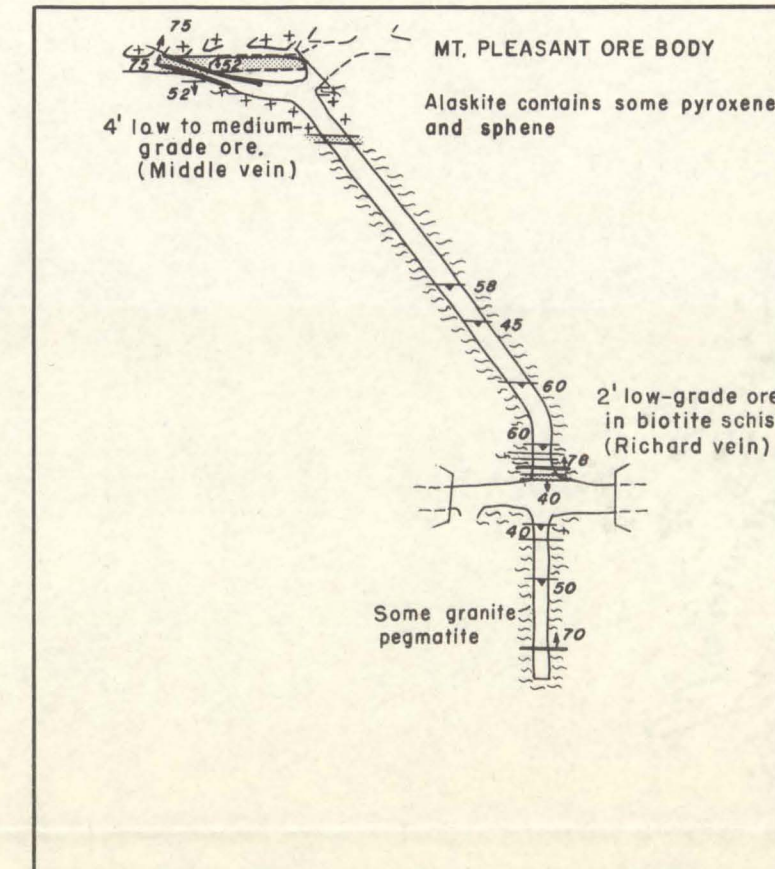 75
MT. PLEASANT ORE BODY
75
52
52
Alaskite contains some pyroxene
and sphene
4' low to medium-
grade ore.
(Middle vein)
58
45
60
2' low-grade ore
in biotite schis
(Richard vein)
60
78
40
40
50
Some granite
pegmatite
70